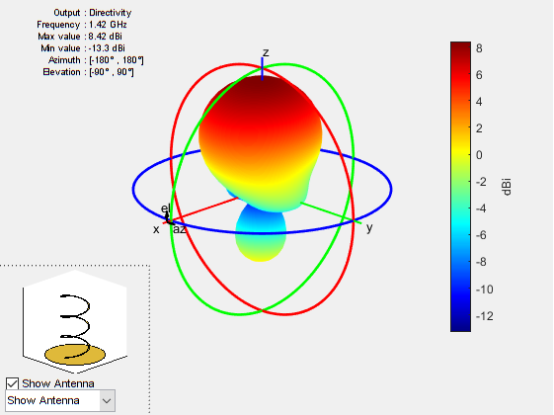 Output : Directivity
Frequency : 1.42 GHz
Max value : 8.42 dBi
Min value : -13.3 dBi
Azimuth : [-180° , 180°]
Elevation : [-90° , 90°]
z
el
x
az
y
8
6
4
2
0
-2
-4
-6
-8
-10
-12
dBi
Show Antenna
Show Antenna